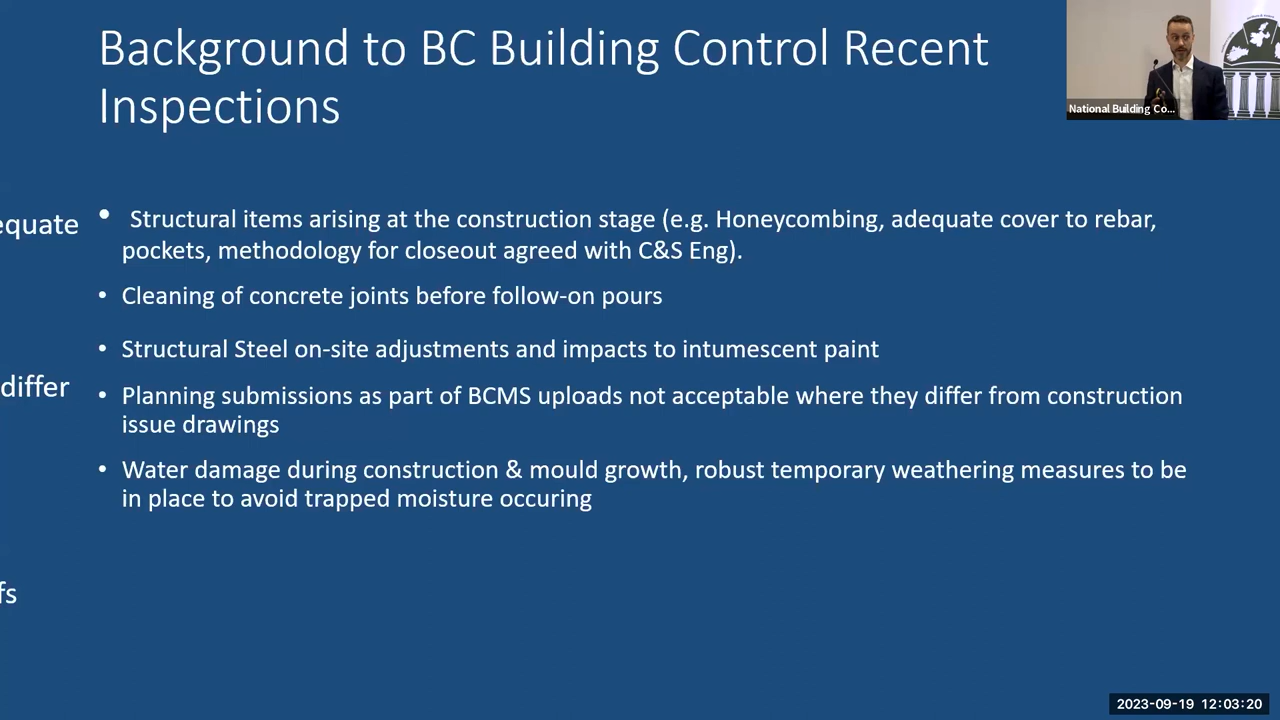 Background to BC Building Control Recent
Inspections
National Building Co...
equate
• Structural items arising at the construction stage (e.g. Honeycombing, adequate cover to rebar,
pockets, methodology for closeout agreed with C&S Eng).
• Cleaning of concrete joints before follow-on pours
• Structural Steel on-site adjustments and impacts to intumescent paint
differ
• Planning submissions as part of BCMS uploads not acceptable where they differ from construction
issue drawings
• Water damage during construction & mould growth, robust temporary weathering measures to be
in place to avoid trapped moisture occuring
fs
2023-09-19 12:03:20